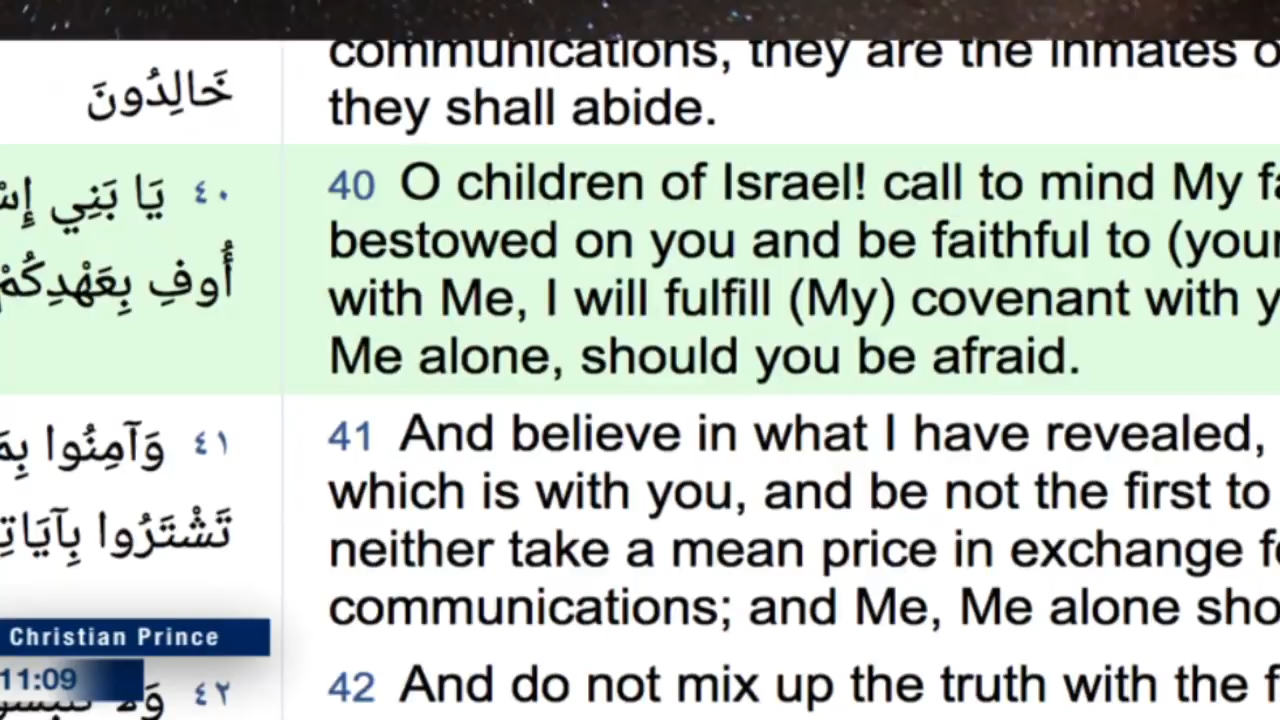 خَالِدُونَ
٤٠ يَا بَنِي
أُوفِ بِعَهْدِكُمْ
٤١ وَآمِنُوا
تَشْتَرُوا
٤٢
communications, they are the inmates
they shall abide.
40 O children of Israel! call to mind My
bestowed on you and be faithful to (your
with Me, I will fulfill (My) covenant with
Me alone, should you be afraid.
41 And believe in what I have revealed,
which is with you, and be not the first to
neither take a mean price in exchange
communications; and Me, Me alone
42 And do not mix up the truth with the
Christian Prince
11:09